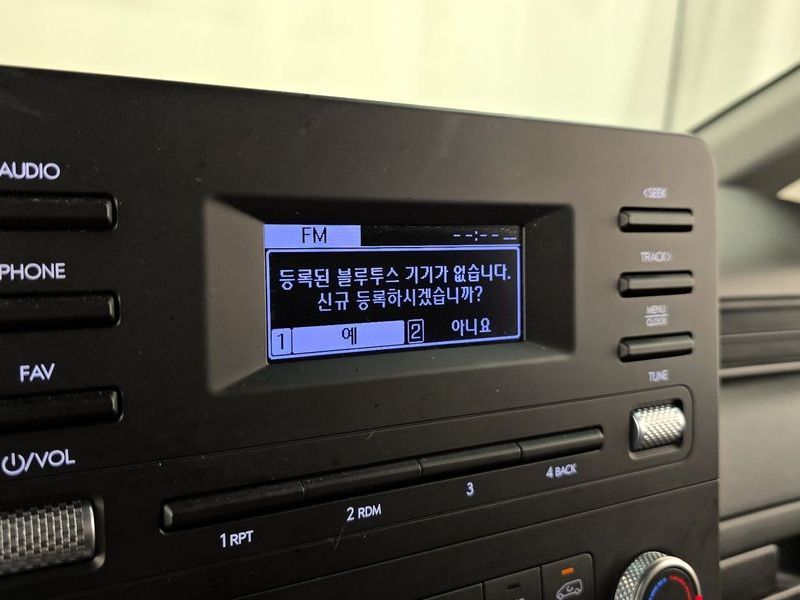 AUDIO
PHONE
FAV
/VOL
FM --:-- __
등록된 블루투스 기기가 없습니다.
신규 등록하시겠습니까?
1 예 2 아니요
<SEEK
TRACK>
MENU
CLOCK
TUNE
1 RPT 2 RDM 3 4 BACK